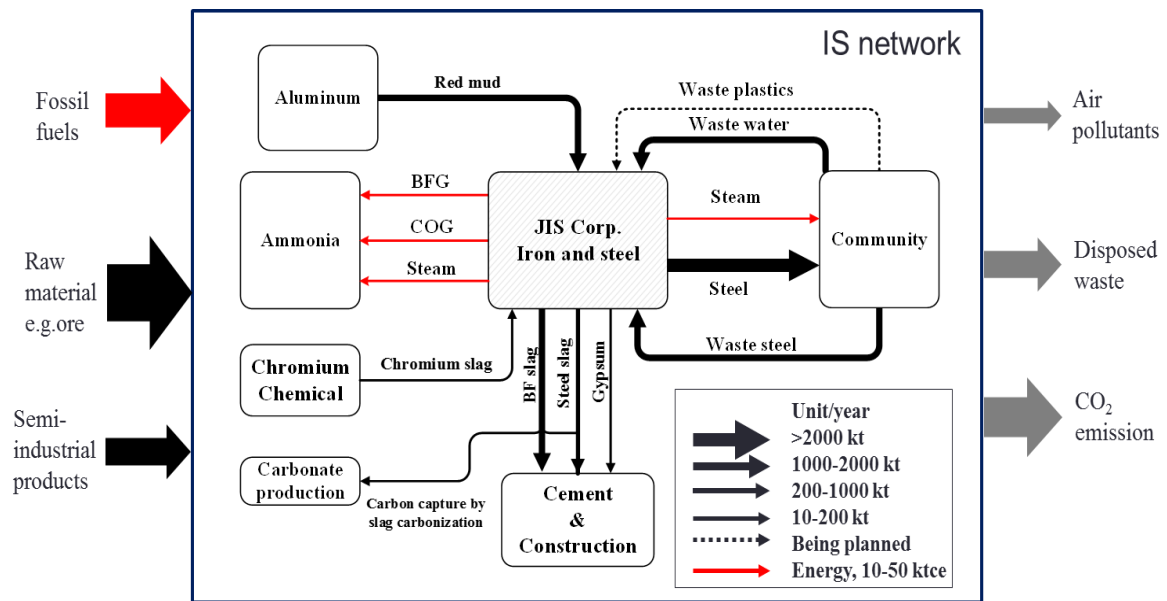 IS network
Fossil
fuels
Raw
material
e.g.ore
Semi-
industrial
products
Aluminum
Red mud
Waste plastics
Waste water
BFG
COG
Steam
Ammonia
JIS Corp.
Iron and steel
Steam
Steel
Community
Waste steel
Chromium
Chemical
Chromium slag
BF slag
Steel slag
Gypsum
Carbonate
production
Carbon capture by
slag carbonization
Cement
&
Construction
Unit/year
>2000 kt
1000-2000 kt
200-1000 kt
10-200 kt
Being planned
Energy, 10-50 ktce
Air
pollutants
Disposed
waste
CO₂
emission